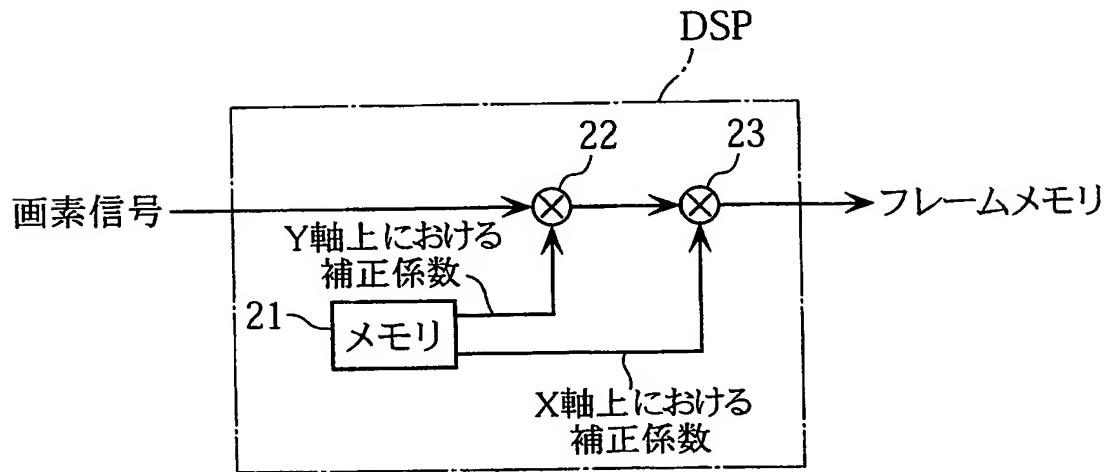 DSP
22
23
画素信号
フレームメモリ
Y軸上における
補正係数
21
メモリ
X軸上における
補正係数